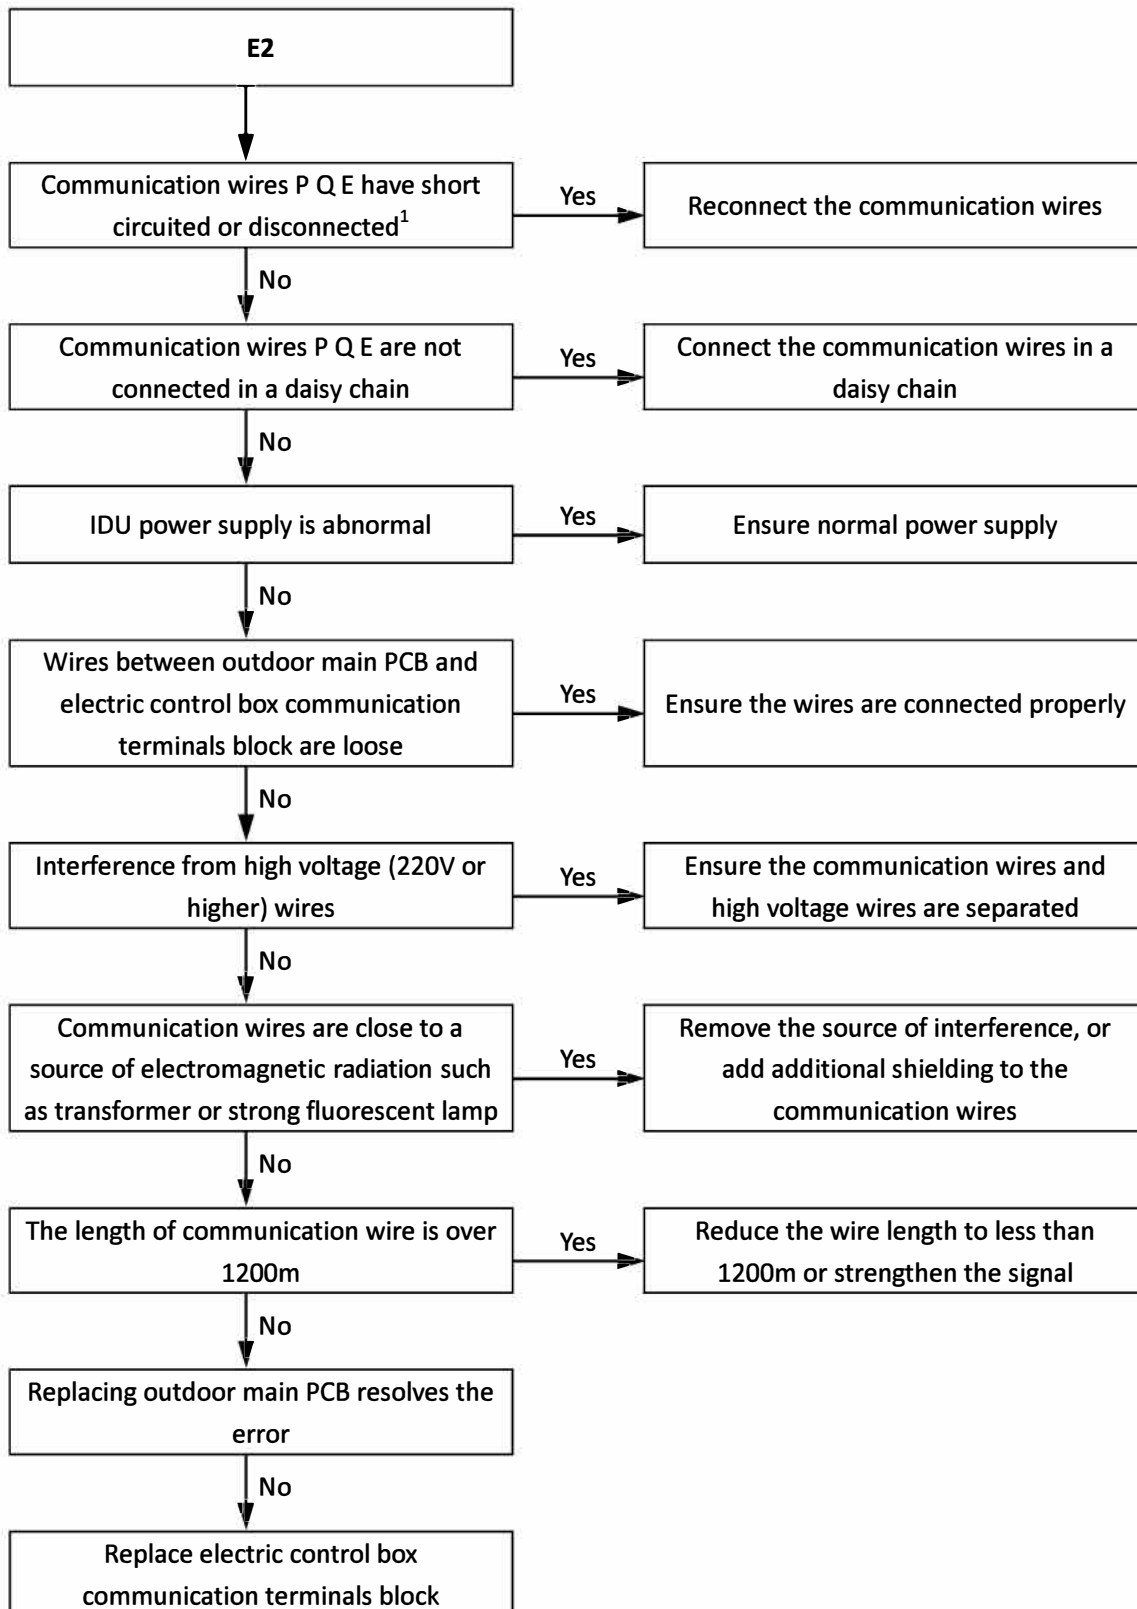 E2
Communication wires P Q E have short
circuited or disconnected1
Yes
Reconnect the communication wires
No
Communication wires P Q E are not
connected in a daisy chain
Yes
Connect the communication wires in a
daisy chain
No
IDU power supply is abnormal
Yes
Ensure normal power supply
No
Wires between outdoor main PCB and
electric control box communication
terminals block are loose
Yes
Ensure the wires are connected properly
No
Interference from high voltage (220V or
higher) wires
Yes
Ensure the communication wires and
high voltage wires are separated
No
Communication wires are close to a
source of electromagnetic radiation such
as transformer or strong fluorescent lamp
Yes
Remove the source of interference, or
add additional shielding to the
communication wires
No
The length of communication wire is over
1200m
Yes
Reduce the wire length to less than
1200m or strengthen the signal
No
Replacing outdoor main PCB resolves the
error
No
Replace electric control box
communication terminals block